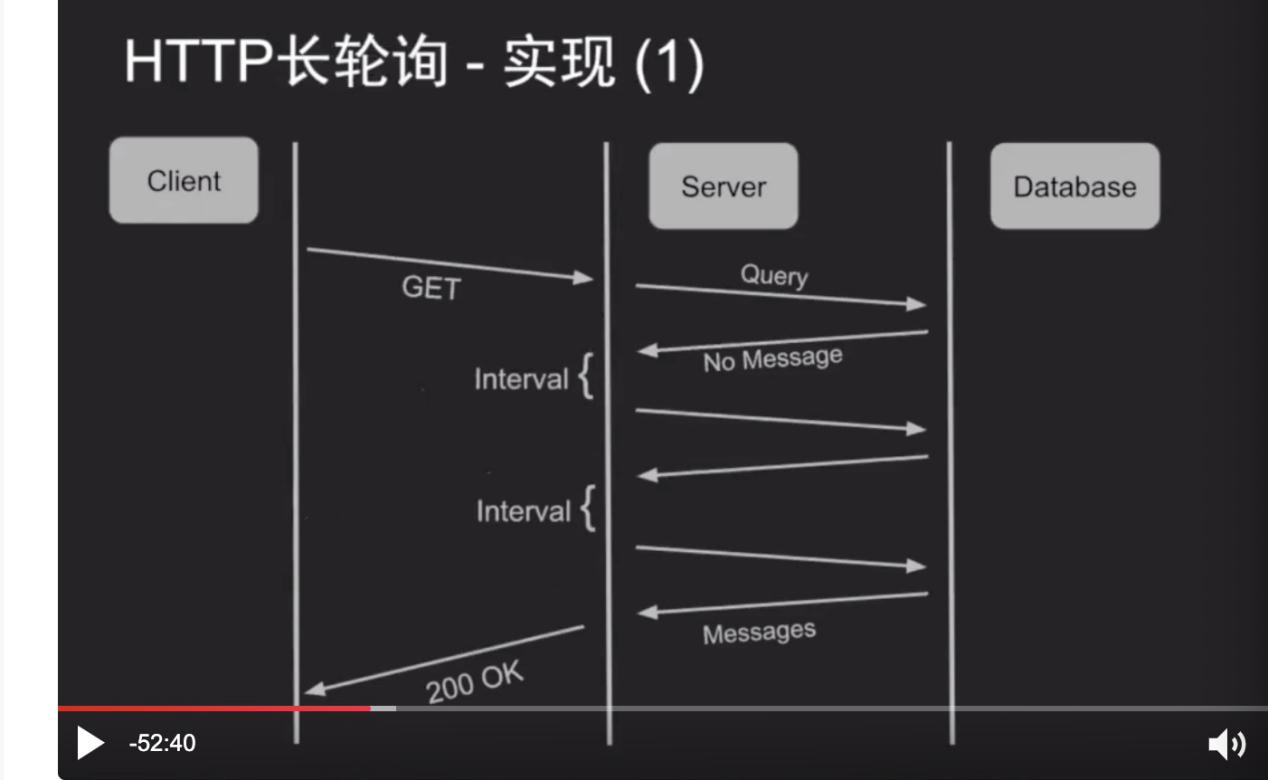 HTTP长轮询 - 实现 (1)
Client
Server
Database
GET
Query
No Message
Interval {
Interval {
Messages
200 OK
-52:40